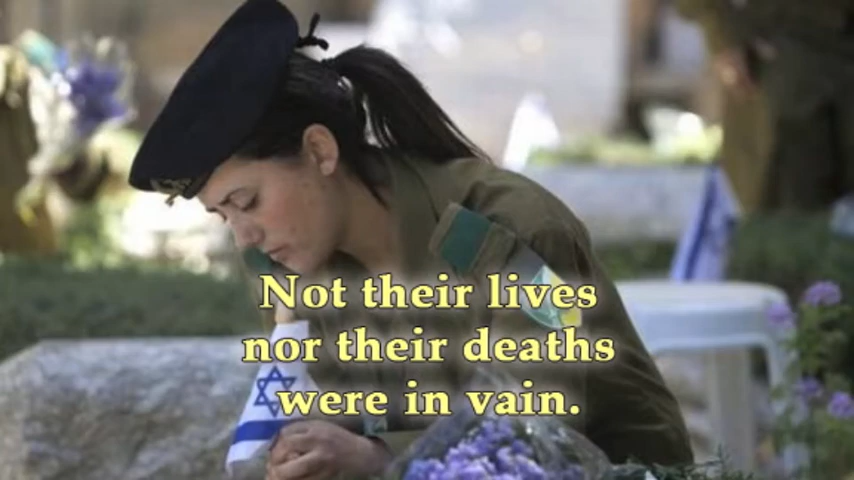 Not their lives
nor their deaths
were in vain.